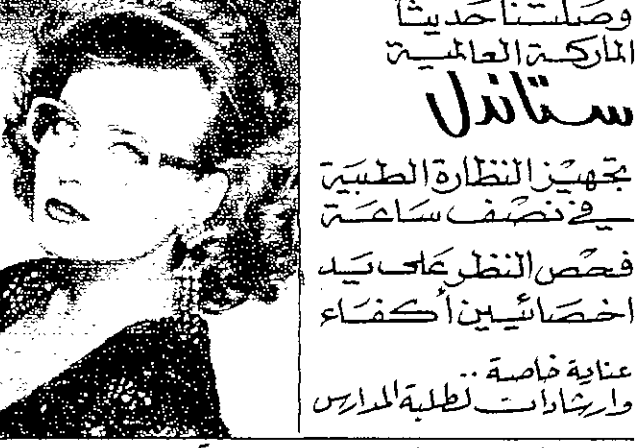 وصلتنا حديثا
الماركة العالمية
ستاندل
تجهيز النظارة الطبية
في نصف ساعة
فحص النظر على يد
اخصائيين أكفاء
عناية خاصة ..
وارشادات لطلبة المدارس